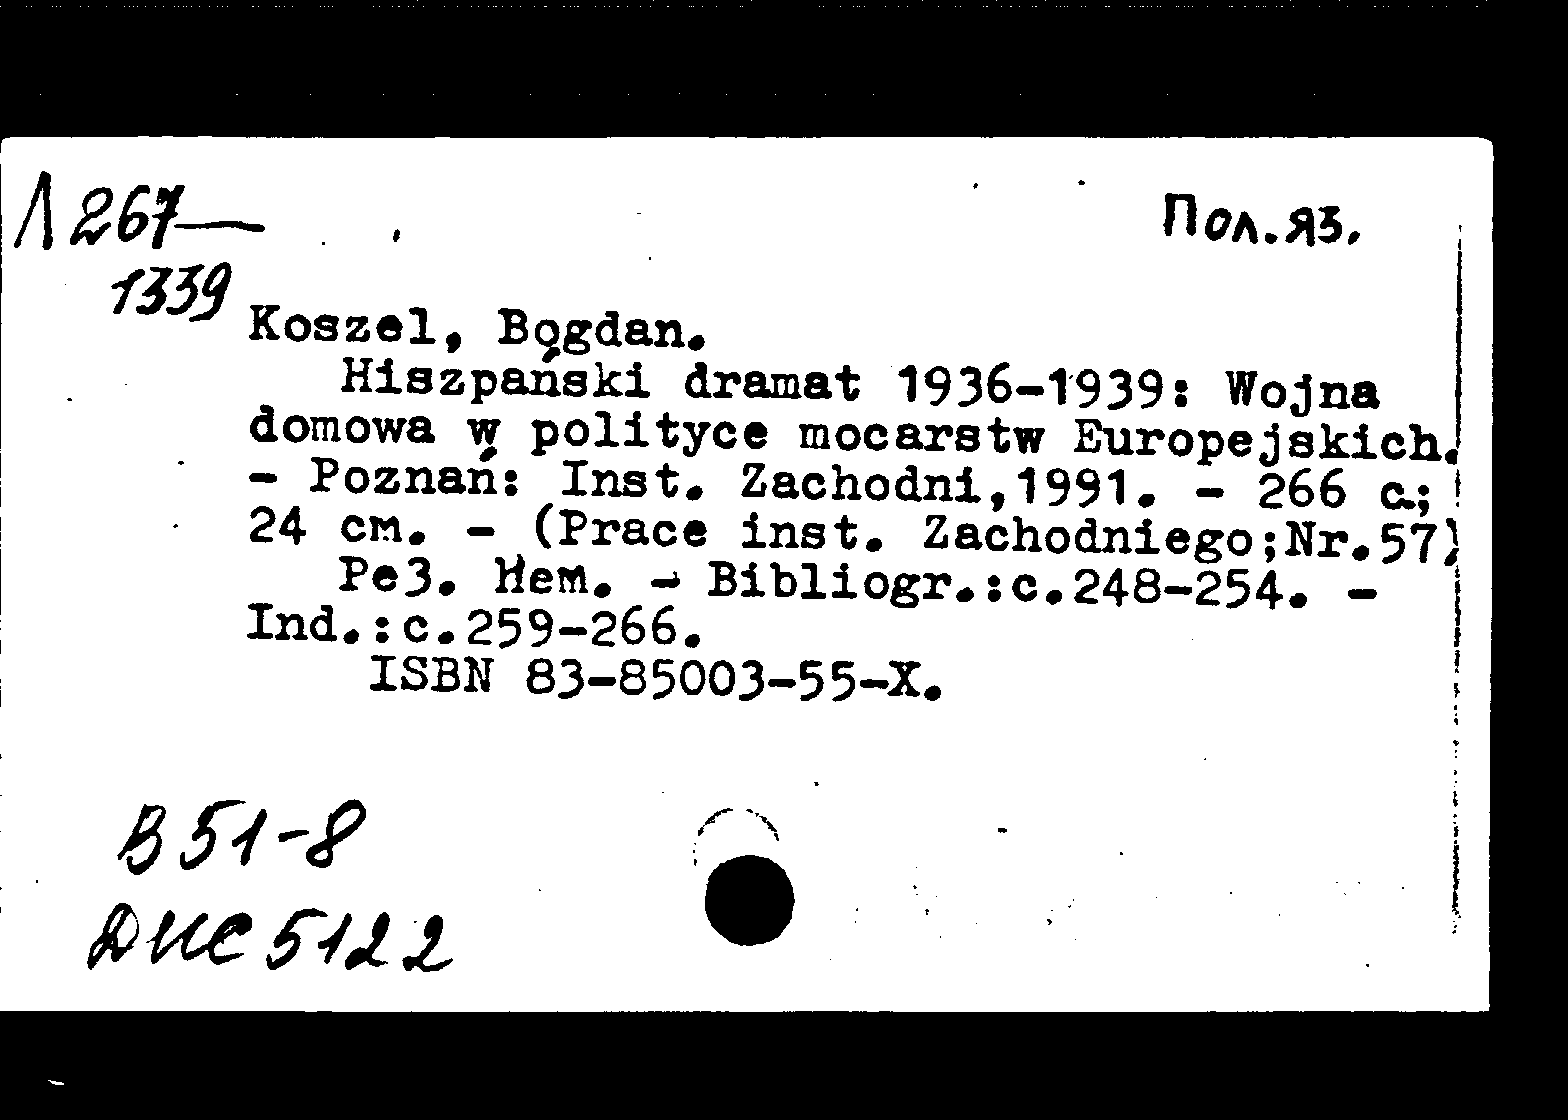 Л 267—
1339
Пол.яз.
Koszel, Bogdan.
Hiszpański dramat 1936-1939: Wojna
domowa w polityce mocarstw Europejskich.
- Poznań: Inst. Zachodni,1991. - 266 с.;
24 см. - (Prace inst. Zachodniego;Nr.57)
Рез. Нем. - Bibliogr.:с.248-254. -
Ind.:с.259-266.
ISBN 83-85003-55-X.
В 51-8
ДКС 5122